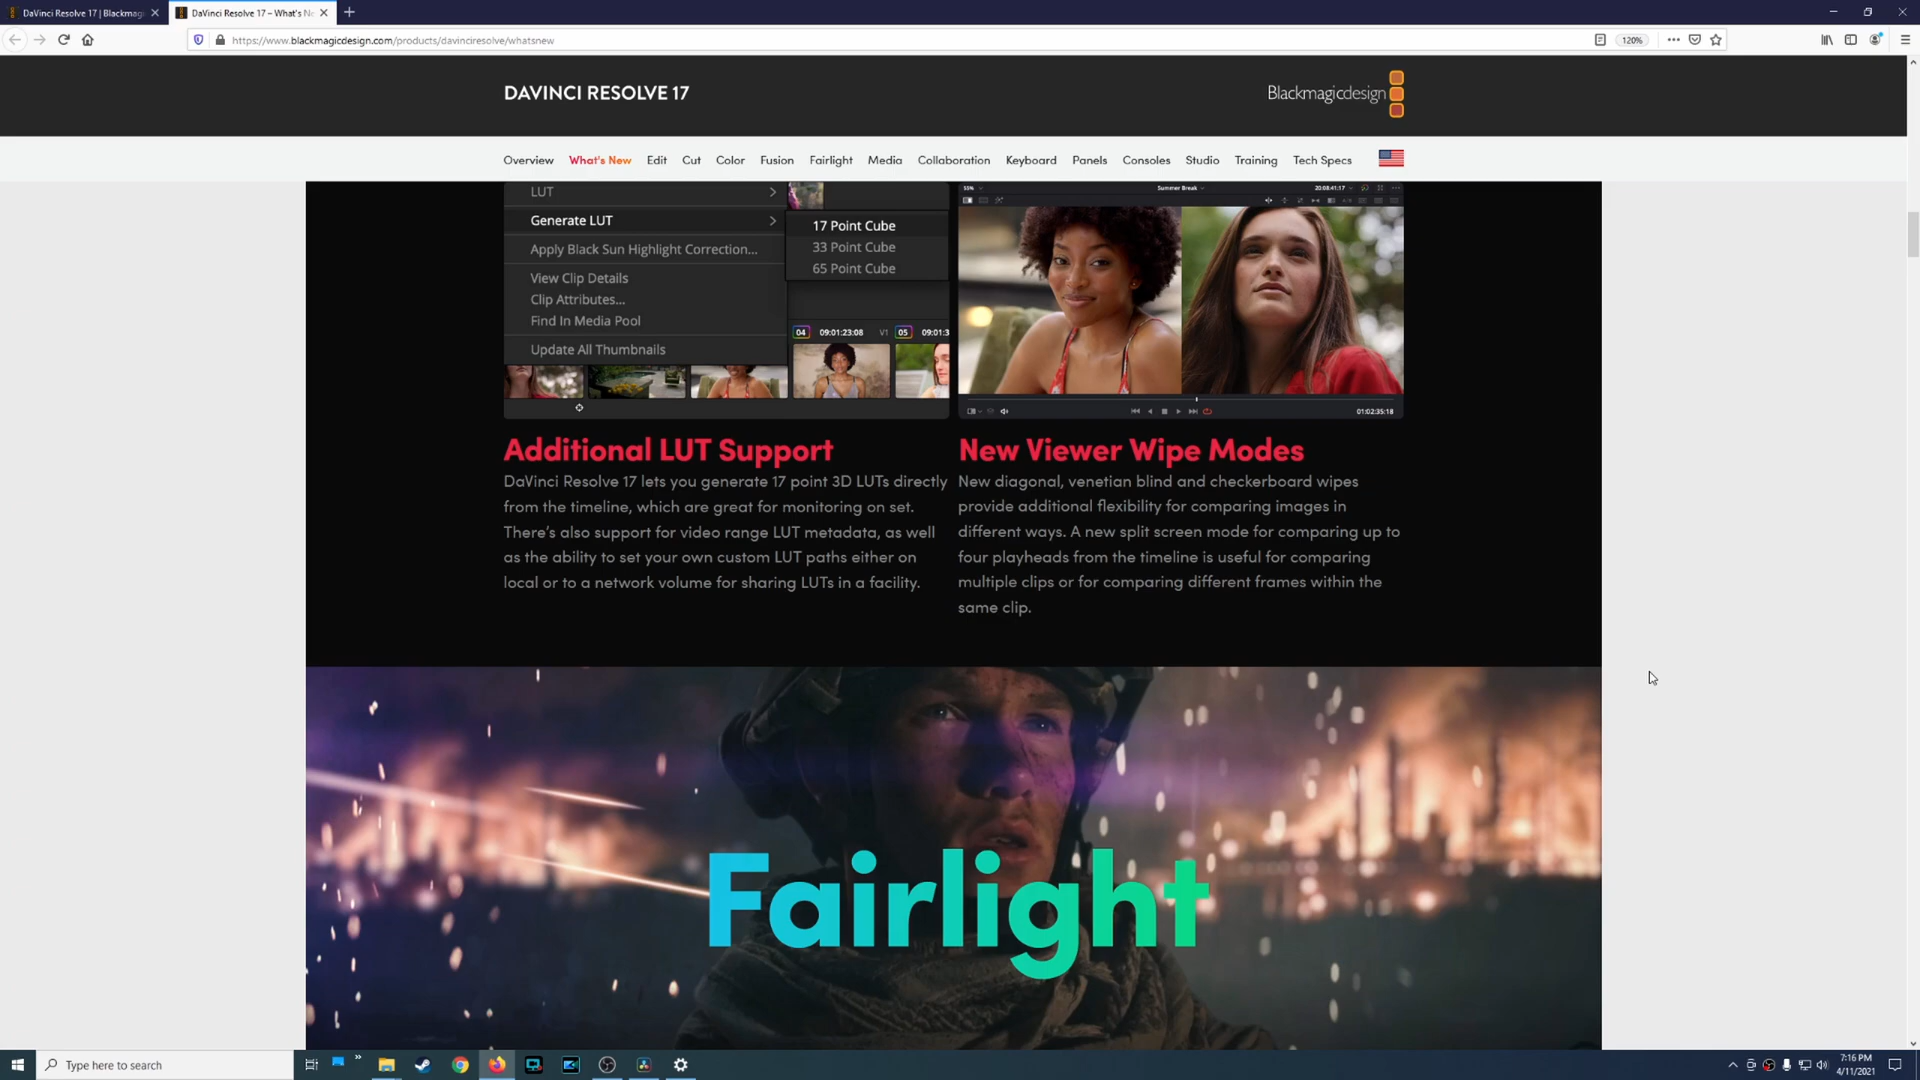 DaVinci Resolve 17 | Blackmag
DaVinci Resolve 17 – What's Ne
https://www.blackmagicdesign.com/products/davinciresolve/whatsnew
120%
DAVINCI RESOLVE 17
Blackmagicdesign
Overview What's New Edit Cut Color Fusion Fairlight Media Collaboration Keyboard Panels Consoles Studio Training Tech Specs
LUT
Generate LUT
17 Point Cube
33 Point Cube
65 Point Cube
Apply Black Sun Highlight Correction...
View Clip Details
Clip Attributes...
Find In Media Pool
Update All Thumbnails
04 09:01:23:08 V1 05 09:01:3
55% Summer Break 20:08:41:17
01:02:35:18
Additional LUT Support
DaVinci Resolve 17 lets you generate 17 point 3D LUTs directly
from the timeline, which are great for monitoring on set.
There’s also support for video range LUT metadata, as well
as the ability to set your own custom LUT paths either on
local or to a network volume for sharing LUTs in a facility.
New Viewer Wipe Modes
New diagonal, venetian blind and checkerboard wipes
provide additional flexibility for comparing images in
different ways. A new split screen mode for comparing up to
four playheads from the timeline is useful for comparing
multiple clips or for comparing different frames within the
same clip.
Fairlight
Type here to search
7:16 PM
4/11/2021